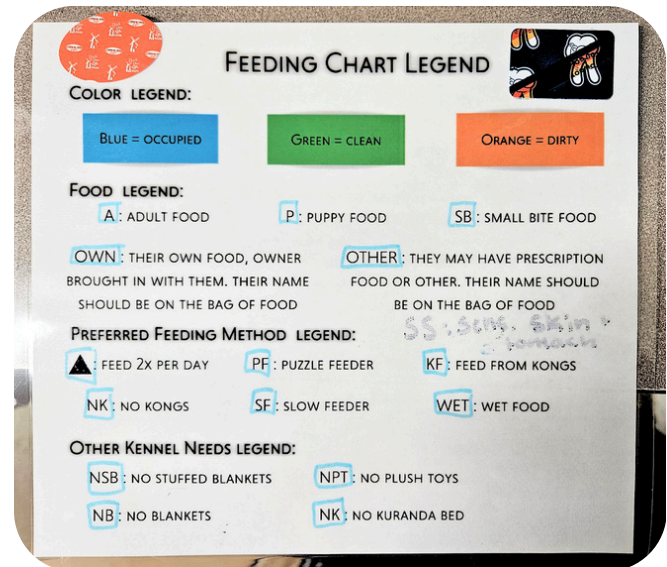 FEEDING CHART LEGEND
COLOR LEGEND:
BLUE = OCCUPIED GREEN = CLEAN ORANGE = DIRTY
FOOD LEGEND:
A : ADULT FOOD P : PUPPY FOOD SB : SMALL BITE FOOD
OWN : THEIR OWN FOOD, OWNER
BROUGHT IN WITH THEM. THEIR NAME
SHOULD BE ON THE BAG OF FOOD
OTHER : THEY MAY HAVE PRESCRIPTION
FOOD OR OTHER. THEIR NAME SHOULD
BE ON THE BAG OF FOOD
SS : Sens. Skin +
Stomach
PREFERRED FEEDING METHOD LEGEND:
▲ : FEED 2X PER DAY PF : PUZZLE FEEDER KF : FEED FROM KONGS
NK : NO KONGS SF : SLOW FEEDER WET : WET FOOD
OTHER KENNEL NEEDS LEGEND:
NSB : NO STUFFED BLANKETS NPT : NO PLUSH TOYS
NB : NO BLANKETS NK : NO KURANDA BED